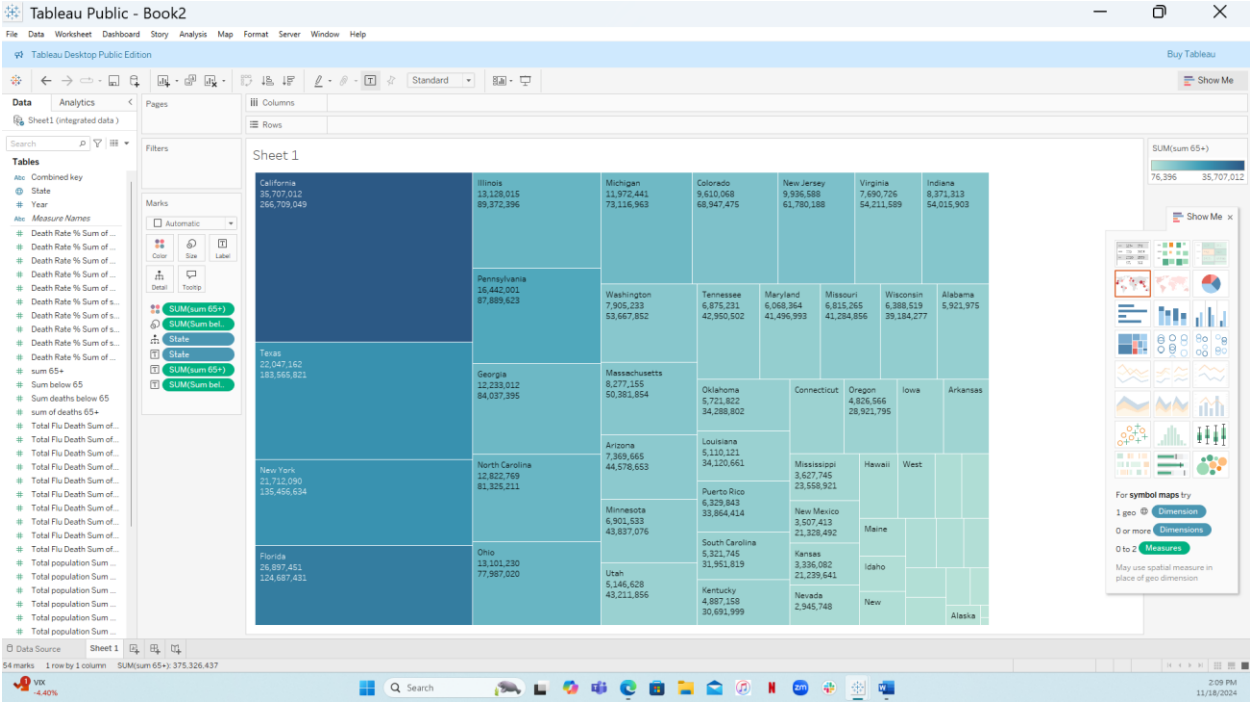 Tableau Public - Book2
File Data Worksheet Dashboard Story Analysis Map Format Server Window Help
Tableau Desktop Public Edition
Buy Tableau
Standard
Show Me
Data
Analytics
Sheet1 (integrated data )
Search
Tables
Abc Combined key
State
# Year
Abc Measure Names
# Death Rate % Sum of ...
# Death Rate % Sum of ...
# Death Rate % Sum of ...
# Death Rate % Sum of ...
# Death Rate % Sum of ...
# Death Rate % Sum of s...
# Death Rate % Sum of s...
# Death Rate % Sum of s...
# Death Rate % Sum of s...
# Death Rate % Sum of ...
# sum 65+
# Sum below 65
# Sum deaths below 65
# sum of deaths 65+
# Total Flu Death Sum of...
# Total Flu Death Sum of...
# Total Flu Death Sum of...
# Total Flu Death Sum of...
# Total Flu Death Sum of...
# Total Flu Death Sum of...
# Total Flu Death Sum of...
# Total Flu Death Sum of...
# Total Flu Death Sum of...
# Total Flu Death Sum of...
# Total population Sum ...
# Total population Sum ...
# Total population Sum ...
# Total population Sum ...
# Total population Sum ...
# Total population Sum ...
Pages
Filters
Marks
Automatic
Color
Size
Label
Detail
Tooltip
SUM(sum 65+)
SUM(Sum bel..
State
State
SUM(sum 65+)
SUM(Sum bel..
Columns
Rows
Sheet 1
California
35,707,012
266,709,049
Texas
22,047,162
183,565,821
New York
21,712,090
135,456,634
Florida
26,897,451
124,687,431
Illinois
13,128,015
89,372,396
Pennsylvania
16,442,001
87,889,623
Georgia
12,233,012
84,037,395
North Carolina
12,822,769
81,325,211
Ohio
13,101,230
77,987,020
Michigan
11,972,441
73,116,963
Washington
7,905,233
53,667,852
Massachusetts
8,277,155
50,381,854
Arizona
7,369,665
44,578,653
Minnesota
6,901,533
43,837,076
Utah
5,146,628
43,211,856
Colorado
9,610,068
68,947,475
New Jersey
9,936,588
61,780,188
Virginia
7,690,726
54,211,589
Indiana
8,371,313
54,015,903
Tennessee
6,875,231
42,950,502
Maryland
6,068,364
41,496,993
Missouri
6,815,265
41,284,856
Wisconsin
6,388,519
39,184,277
Alabama
5,921,975
Oklahoma
5,721,822
34,288,802
Louisiana
5,110,121
34,120,661
Puerto Rico
6,329,843
33,864,414
South Carolina
5,321,745
31,951,819
Kentucky
4,887,158
30,691,999
Connecticut
Oregon
4,826,566
28,921,795
Iowa
Arkansas
Mississippi
3,627,745
23,558,921
New Mexico
3,507,413
21,328,492
Kansas
3,336,082
21,239,641
Nevada
2,945,748
Hawaii
West
Maine
Idaho
New
Alaska
SUM(sum 65+)
76,396 35,707,012
Show Me
For symbol maps try
1 geo Dimension
0 or more Dimensions
0 to 2 Measures
May use spatial measure in
place of geo dimension
Data Source
Sheet 1
54 marks 1 row by 1 column SUM(sum 65+): 375,326,437
VIX
-4.40%
Search
2:09 PM
11/18/2024